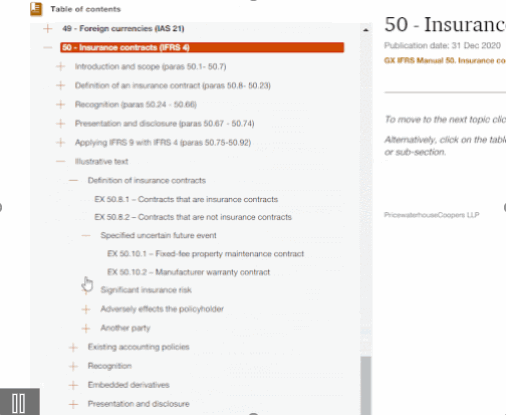 Table of contents
49 - Foreign currencies (IAS 21)
50 - Insurance contracts (IFRS 4)
Introduction and scope (paras 50.1- 50.7)
Definition of an insurance contract (paras 50.8- 50.23)
Recognition (paras 50.24 - 50.66)
Presentation and disclosure (paras 50.67 - 50.74)
Applying IFRS 9 with IFRS 4 (paras 50.75-50.92)
Illustrative text
Definition of insurance contracts
EX 50.8.1 – Contracts that are insurance contracts
EX 50.8.2 – Contracts that are not insurance contracts
Specified uncertain future event
EX 50.10.1 – Fixed-fee property maintenance contract
EX 50.10.2 – Manufacturer warranty contract
Significant insurance risk
Adversely effects the policyholder
Another party
Existing accounting policies
Recognition
Embedded derivatives
Presentation and disclosure
50 - Insuranc
Publication date: 31 Dec 2020
GX IFRS Manual 50. Insurance co
To move to the next topic clic
Alternatively, click on the tabl
or sub-section.
PricewaterhouseCoopers LLP